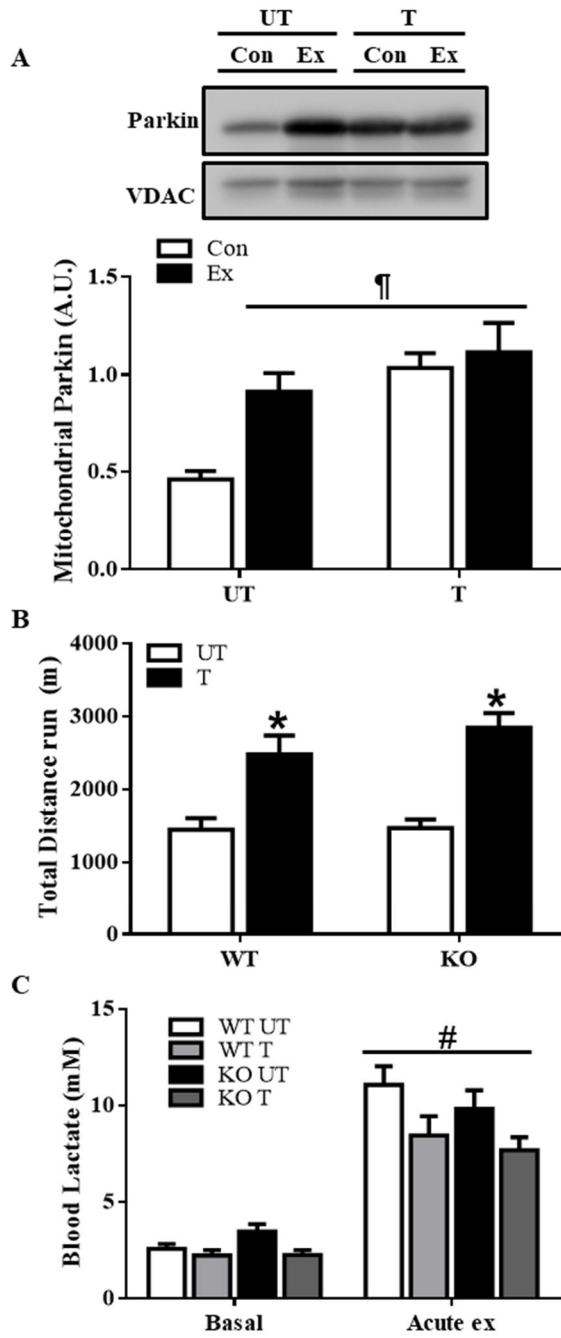 UT T
A
Con Ex Con Ex
Parkin
VDAC
Con
Ex
¶
Mitochondrial Parkin (A.U.)
1.5
1.0
0.5
0.0
UT T
B
UT
T
* *
Total Distance run (m)
4000
3000
2000
1000
0
WT KO
C
WT UT
WT T
KO UT
KO T
#
Blood Lactate (mM)
15
10
5
0
Basal Acute ex